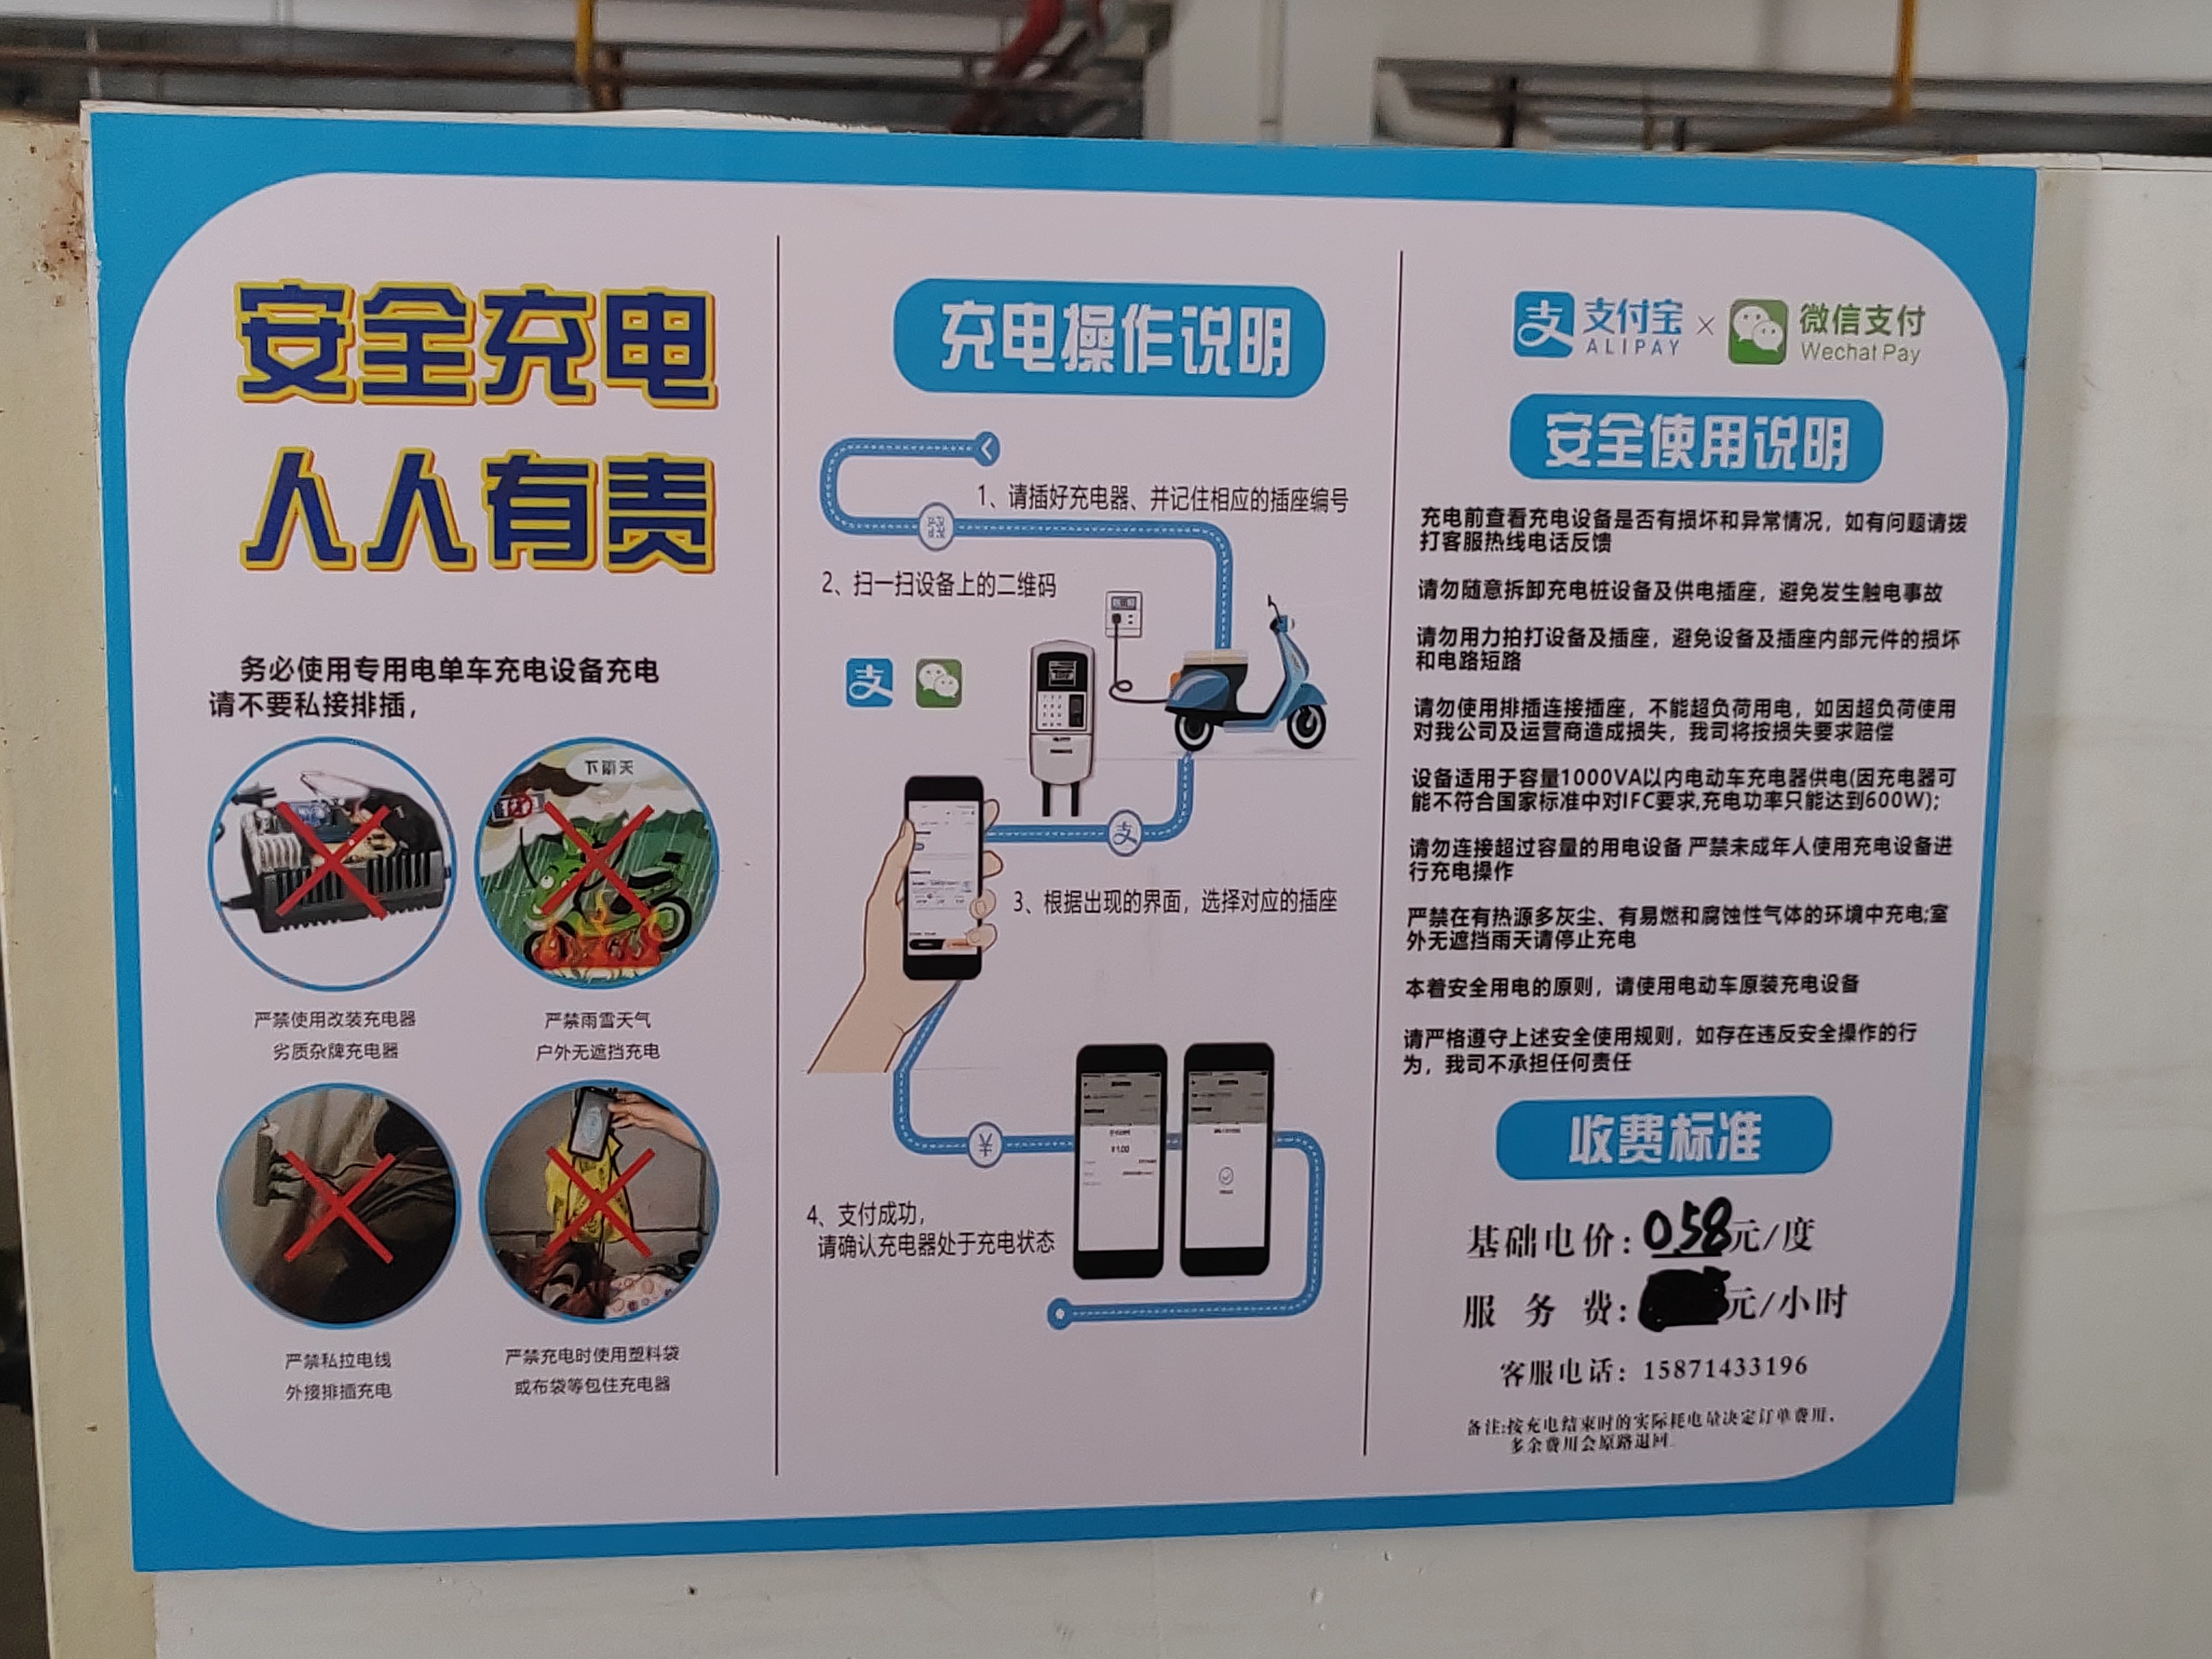 安全充电
人人有责
务必使用专用电单车充电设备充电
请不要私接排插，
下雨天
严禁使用改装充电器
劣质杂牌充电器
严禁雨雪天气
户外无遮挡充电
严禁私拉电线
外接排插充电
严禁充电时使用塑料袋
或布袋等包住充电器
充电操作说明
1、请插好充电器、并记住相应的插座编号
2、扫一扫设备上的二维码
支
支
3、根据出现的界面，选择对应的插座
¥
¥1.00
4、支付成功，
请确认充电器处于充电状态
支 支付宝 × 微信支付
ALIPAY Wechat Pay
安全使用说明
充电前查看充电设备是否有损坏和异常情况，如有问题请拨
打客服热线电话反馈
请勿随意拆卸充电桩设备及供电插座，避免发生触电事故
请勿用力拍打设备及插座，避免设备及插座内部元件的损坏
和电路短路
请勿使用排插连接插座，不能超负荷用电，如因超负荷使用
对我公司及运营商造成损失，我司将按损失要求赔偿
设备适用于容量1000VA以内电动车充电器供电(因充电器可
能不符合国家标准中对IFC要求,充电功率只能达到600W);
请勿连接超过容量的用电设备 严禁未成年人使用充电设备进
行充电操作
严禁在有热源多灰尘、有易燃和腐蚀性气体的环境中充电;室
外无遮挡雨天请停止充电
本着安全用电的原则，请使用电动车原装充电设备
请严格遵守上述安全使用规则，如存在违反安全操作的行
为，我司不承担任何责任
收费标准
基础电价：0.58元/度
服 务 费：元/小时
客服电话：15871433196
备注:按充电结束时的实际耗电量决定订单费用，
多余费用会原路退回。